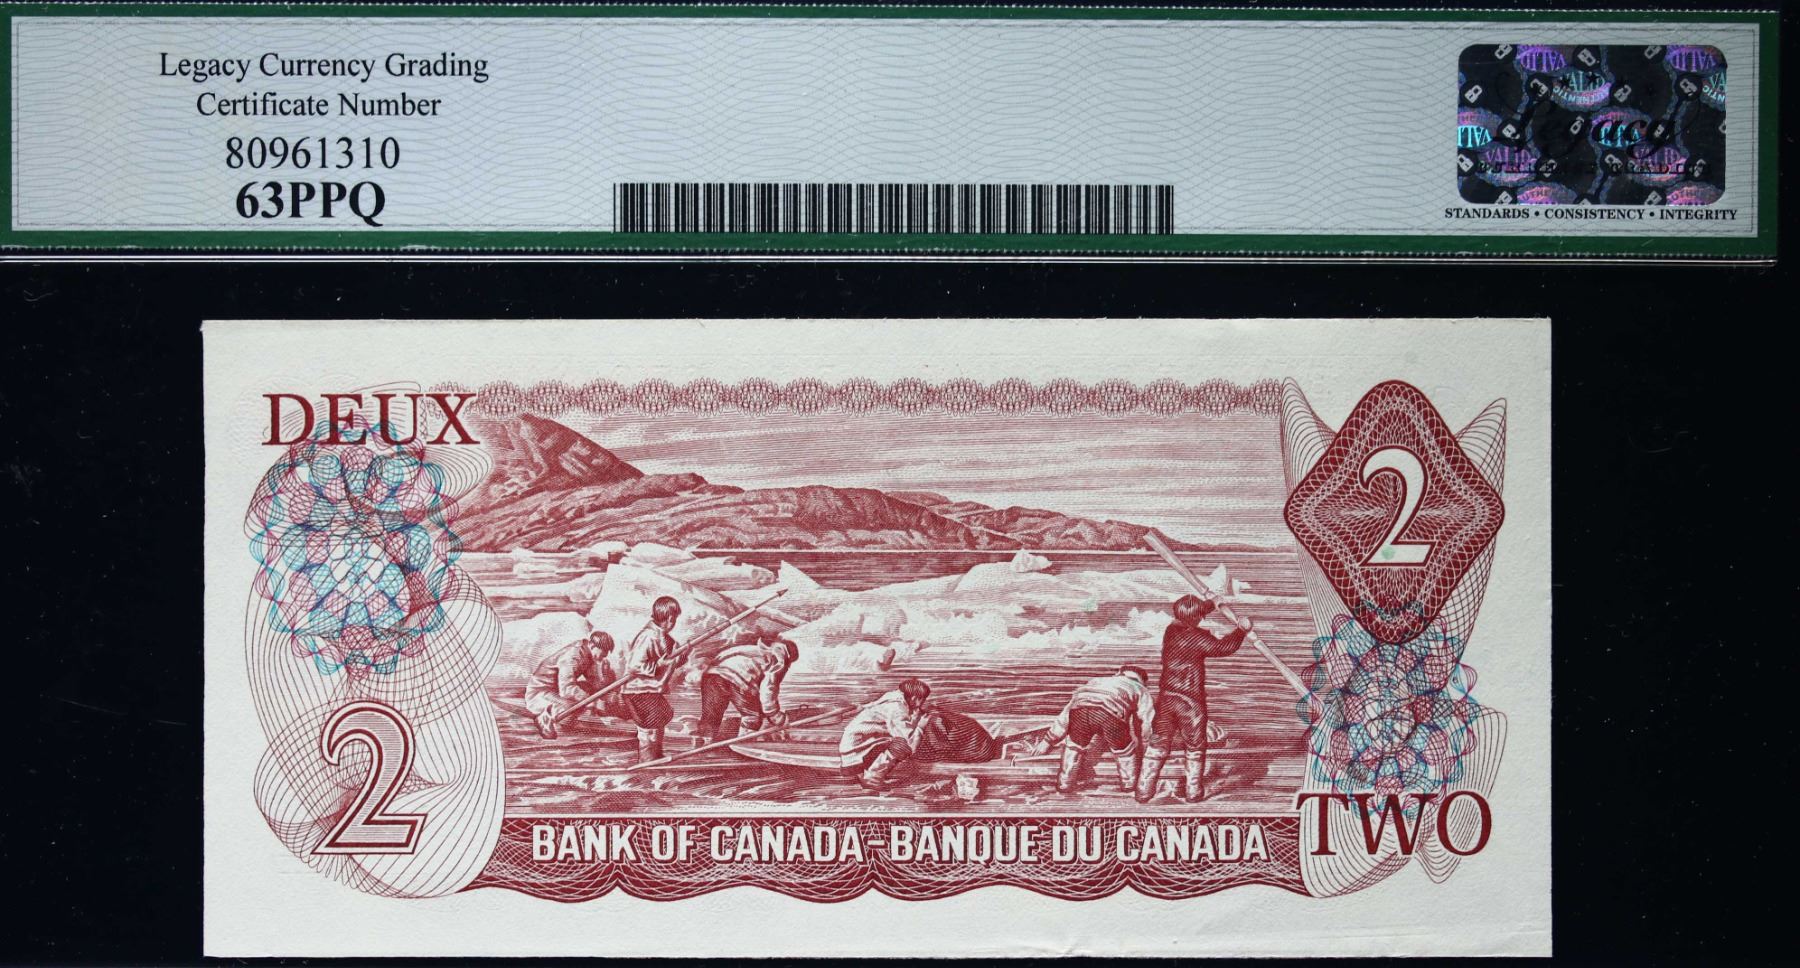 Legacy Currency Grading
Certificate Number
80961310
63PPQ
Legacy
STANDARDS • CONSISTENCY • INTEGRITY
DEUX
2
2
BANK OF CANADA-BANQUE DU CANADA
TWO